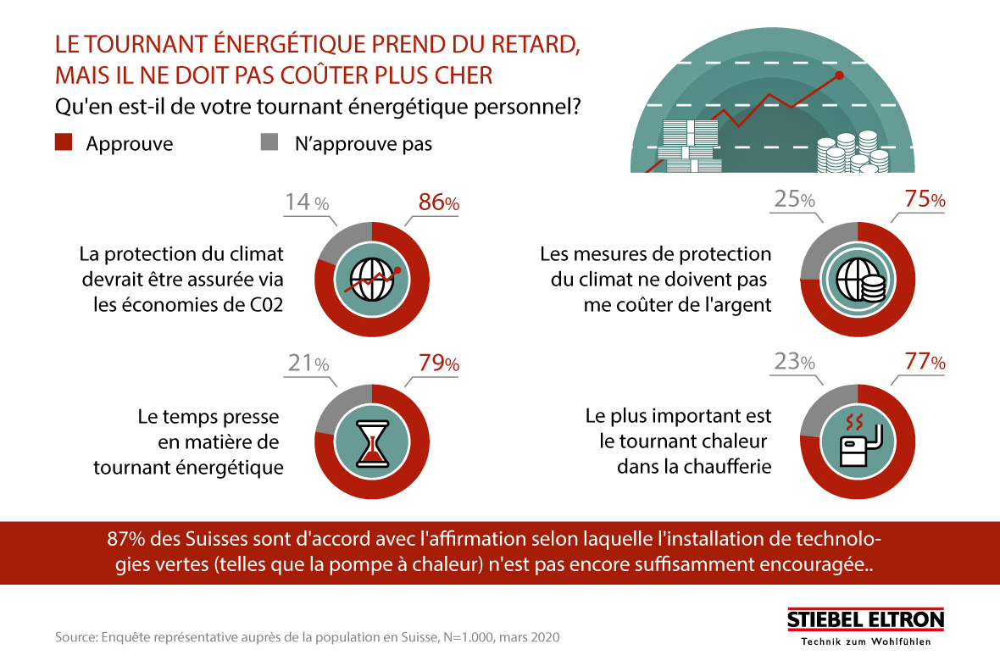 LE TOURNANT ÉNERGÉTIQUE PREND DU RETARD,
MAIS IL NE DOIT PAS COÛTER PLUS CHER
Qu'en est-il de votre tournant énergétique personnel?
Approuve
N’approuve pas
14 %
86%
La protection du climat
devrait être assurée via
les économies de C02
25%
75%
Les mesures de protection
du climat ne doivent pas
me coûter de l'argent
21%
79%
Le temps presse
en matière de
tournant énergétique
23%
77%
Le plus important est
le tournant chaleur
dans la chaufferie
87% des Suisses sont d'accord avec l'affirmation selon laquelle l'installation de technolo-
gies vertes (telles que la pompe à chaleur) n'est pas encore suffisamment encouragée..
Source: Enquête représentative auprès de la population en Suisse, N=1.000, mars 2020
STIEBEL ELTRON
Technik zum Wohlfühlen